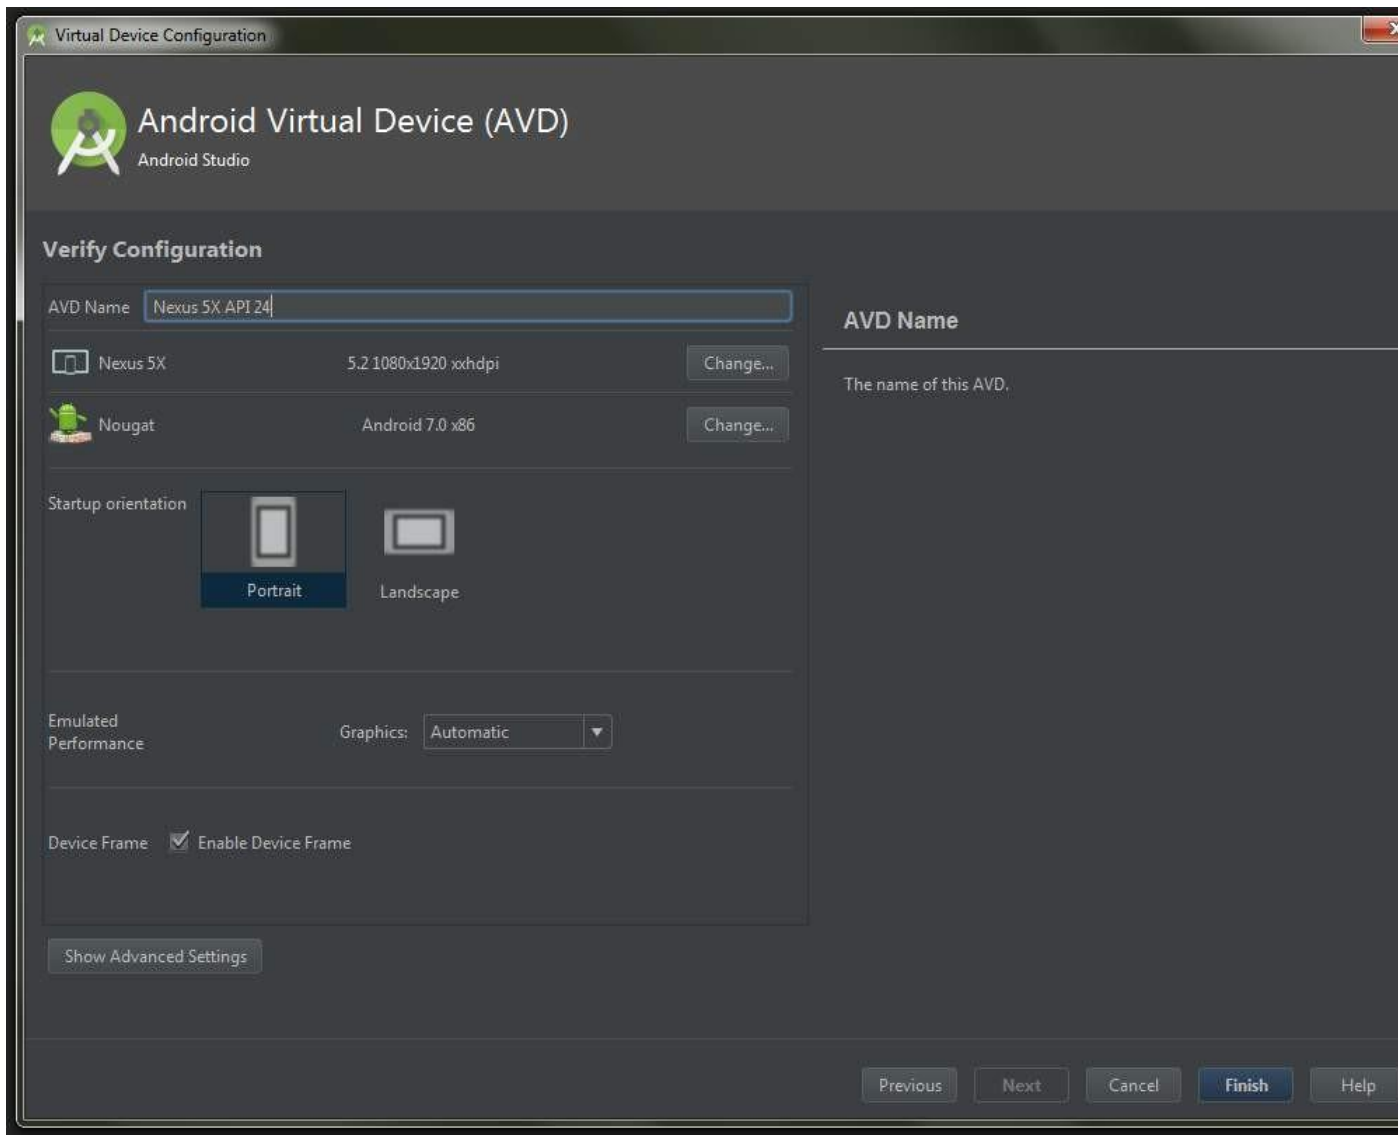 Virtual Device Configuration
Android Virtual Device (AVD)
Android Studio
Verify Configuration
AVD Name Nexus 5X API 24
Nexus 5X 5.2 1080x1920 xxhdpi Change...
Nougat Android 7.0 x86 Change...
Startup orientation
Portrait Landscape
Emulated
Performance
Graphics: Automatic
Device Frame Enable Device Frame
Show Advanced Settings
AVD Name
The name of this AVD.
Previous Next Cancel Finish Help